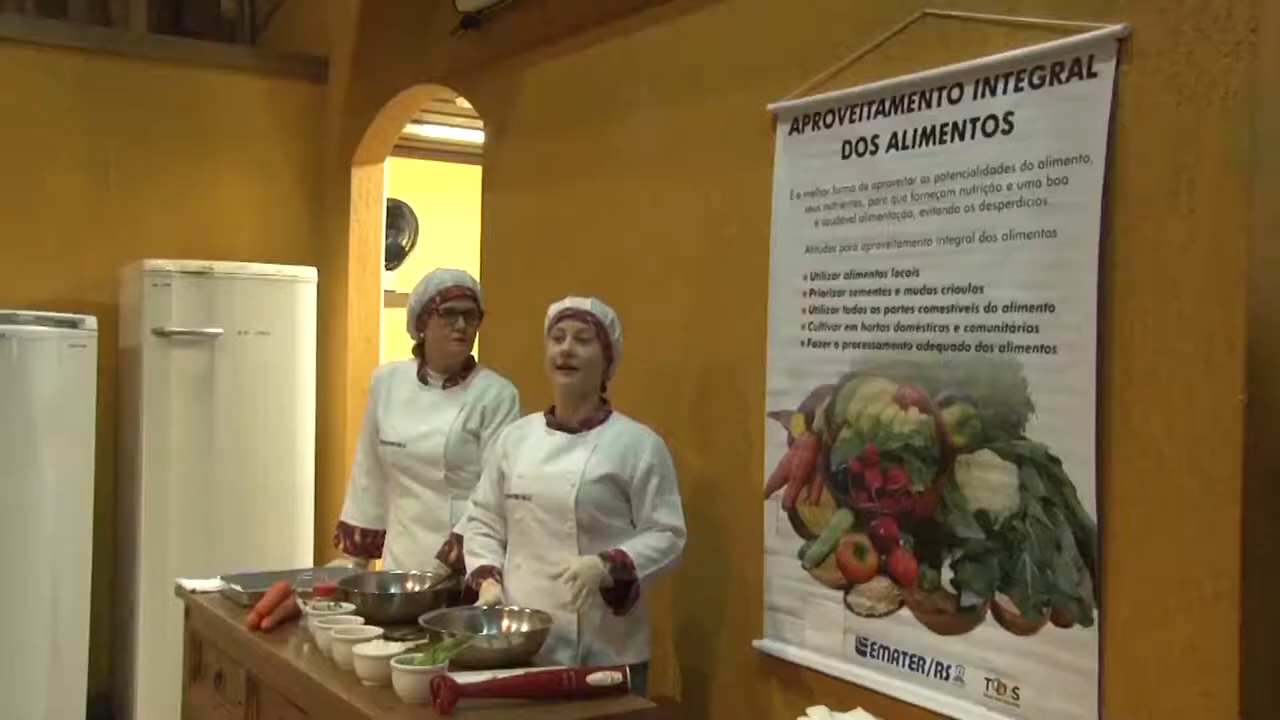 APROVEITAMENTO INTEGRAL
DOS ALIMENTOS
É a melhor forma de aproveitar as potencialidades do alimento,
seus nutrientes, para que forneçam nutrição e uma boa
e saudável alimentação, evitando os desperdícios.
Atitudes para aproveitamento integral dos alimentos
Utilizar alimentos locais
Priorizar sementes e mudas crioulas
Utilizar todas as partes comestíveis do alimento
Cultivar em hortas domésticas e comunitárias
Fazer o processamento adequado dos alimentos
EMATER/RS